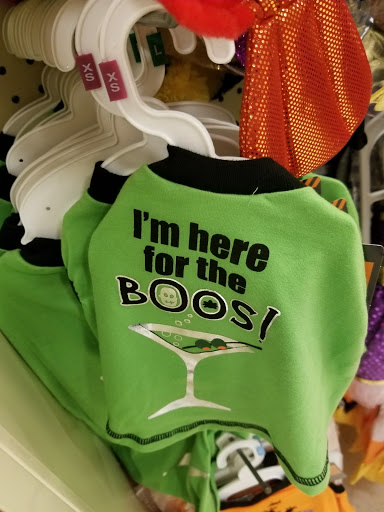 XS
XS
L
I'm here
for the
BOOS!